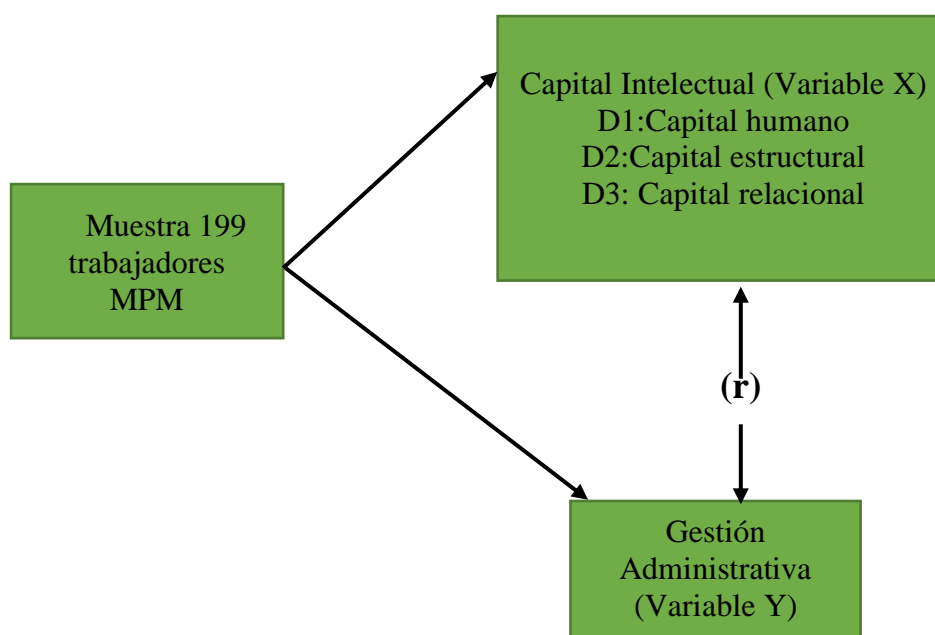 Capital Intelectual (Variable X)
D1:Capital humano
D2:Capital estructural
D3: Capital relacional
Muestra 199
trabajadores
MPM
(r)
Gestión
Administrativa
(Variable Y)